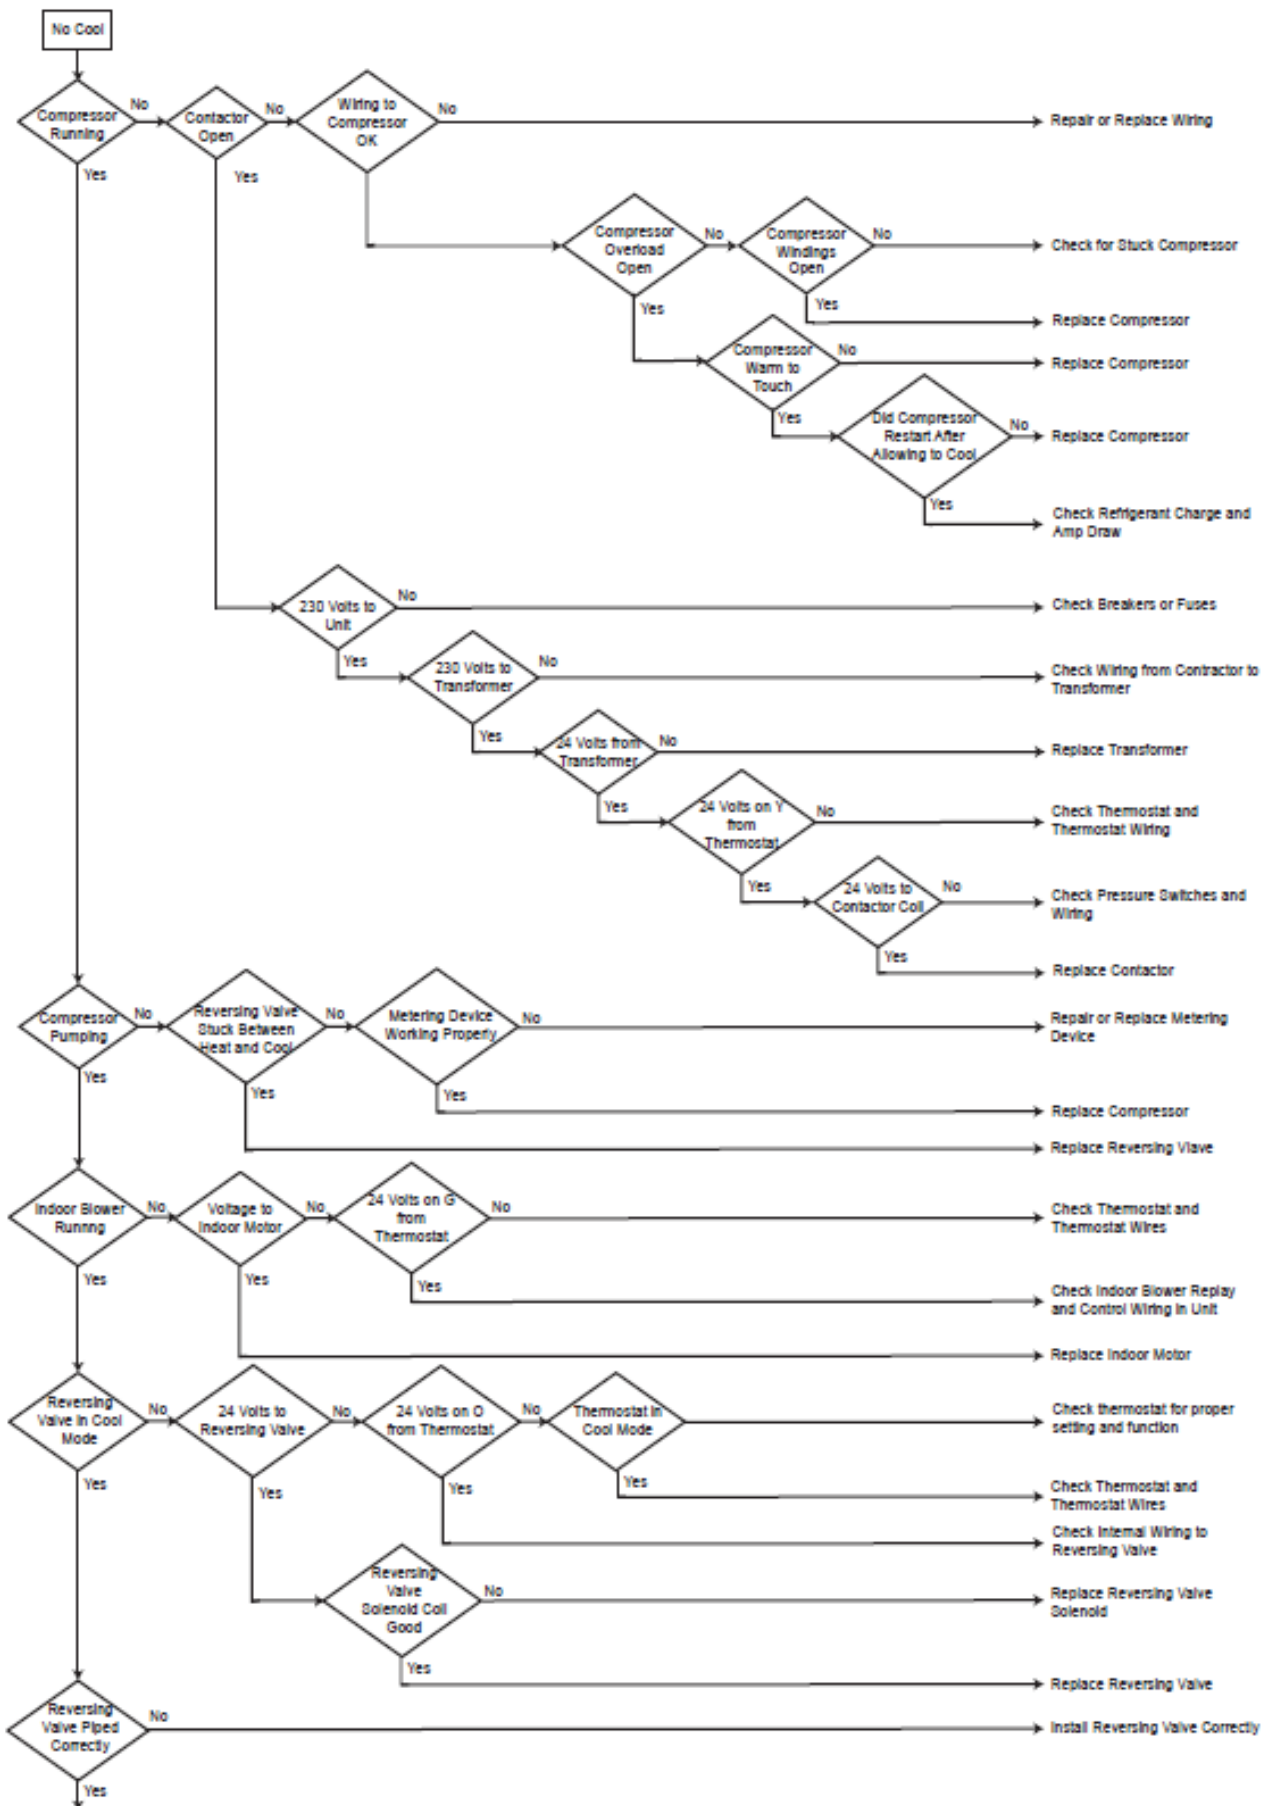 No Cool
Compressor
Running
No
Contactor
Open
No
Wiring to
Compressor
OK
No
Repair or Replace Wiring
Yes
Yes
Compressor
Overload
Open
No
Compressor
Windings
Open
No
Check for Stuck Compressor
Yes
Replace Compressor
Yes
Compressor
Warm to
Touch
No
Replace Compressor
Yes
Did Compressor
Restart After
Allowing to Cool
No
Replace Compressor
Yes
Check Refrigerant Charge and
Amp Draw
230 Volts to
Unit
No
Check Breakers or Fuses
Yes
230 Volts to
Transformer
No
Check Wiring from Contractor to
Transformer
Yes
24 Volts from
Transformer
No
Replace Transformer
Yes
24 Volts on Y
from
Thermostat
No
Check Thermostat and
Thermostat Wiring
Yes
24 Volts to
Contactor Coil
No
Check Pressure Switches and
Wiring
Yes
Replace Contactor
Compressor
Pumping
No
Reversing Valve
Stuck Between
Heat and Cool
No
Metering Device
Working Properly
No
Repair or Replace Metering
Device
Yes
Yes
Yes
Replace Compressor
Replace Reversing Vlave
Indoor Blower
Runnng
No
Voltage to
Indoor Motor
No
24 Volts on G
from
Thermostat
No
Check Thermostat and
Thermostat Wires
Yes
Yes
Yes
Check Indoor Blower Replay
and Control Wiring in Unit
Replace Indoor Motor
Reversing
Valve in Cool
Mode
No
24 Volts to
Reversing Valve
No
24 Volts on O
from Thermostat
No
Thermostat in
Cool Mode
Check thermostat for proper
setting and function
Yes
Yes
Yes
Yes
Check Thermostat and
Thermostat Wires
Check Internal Wiring to
Reversing Valve
Reversing
Valve
Solenoid Coil
Good
No
Replace Reversing Valve
Solenoid
Yes
Replace Reversing Valve
Reversing
Valve Piped
Correctly
No
Install Reversing Valve Correctly
Yes